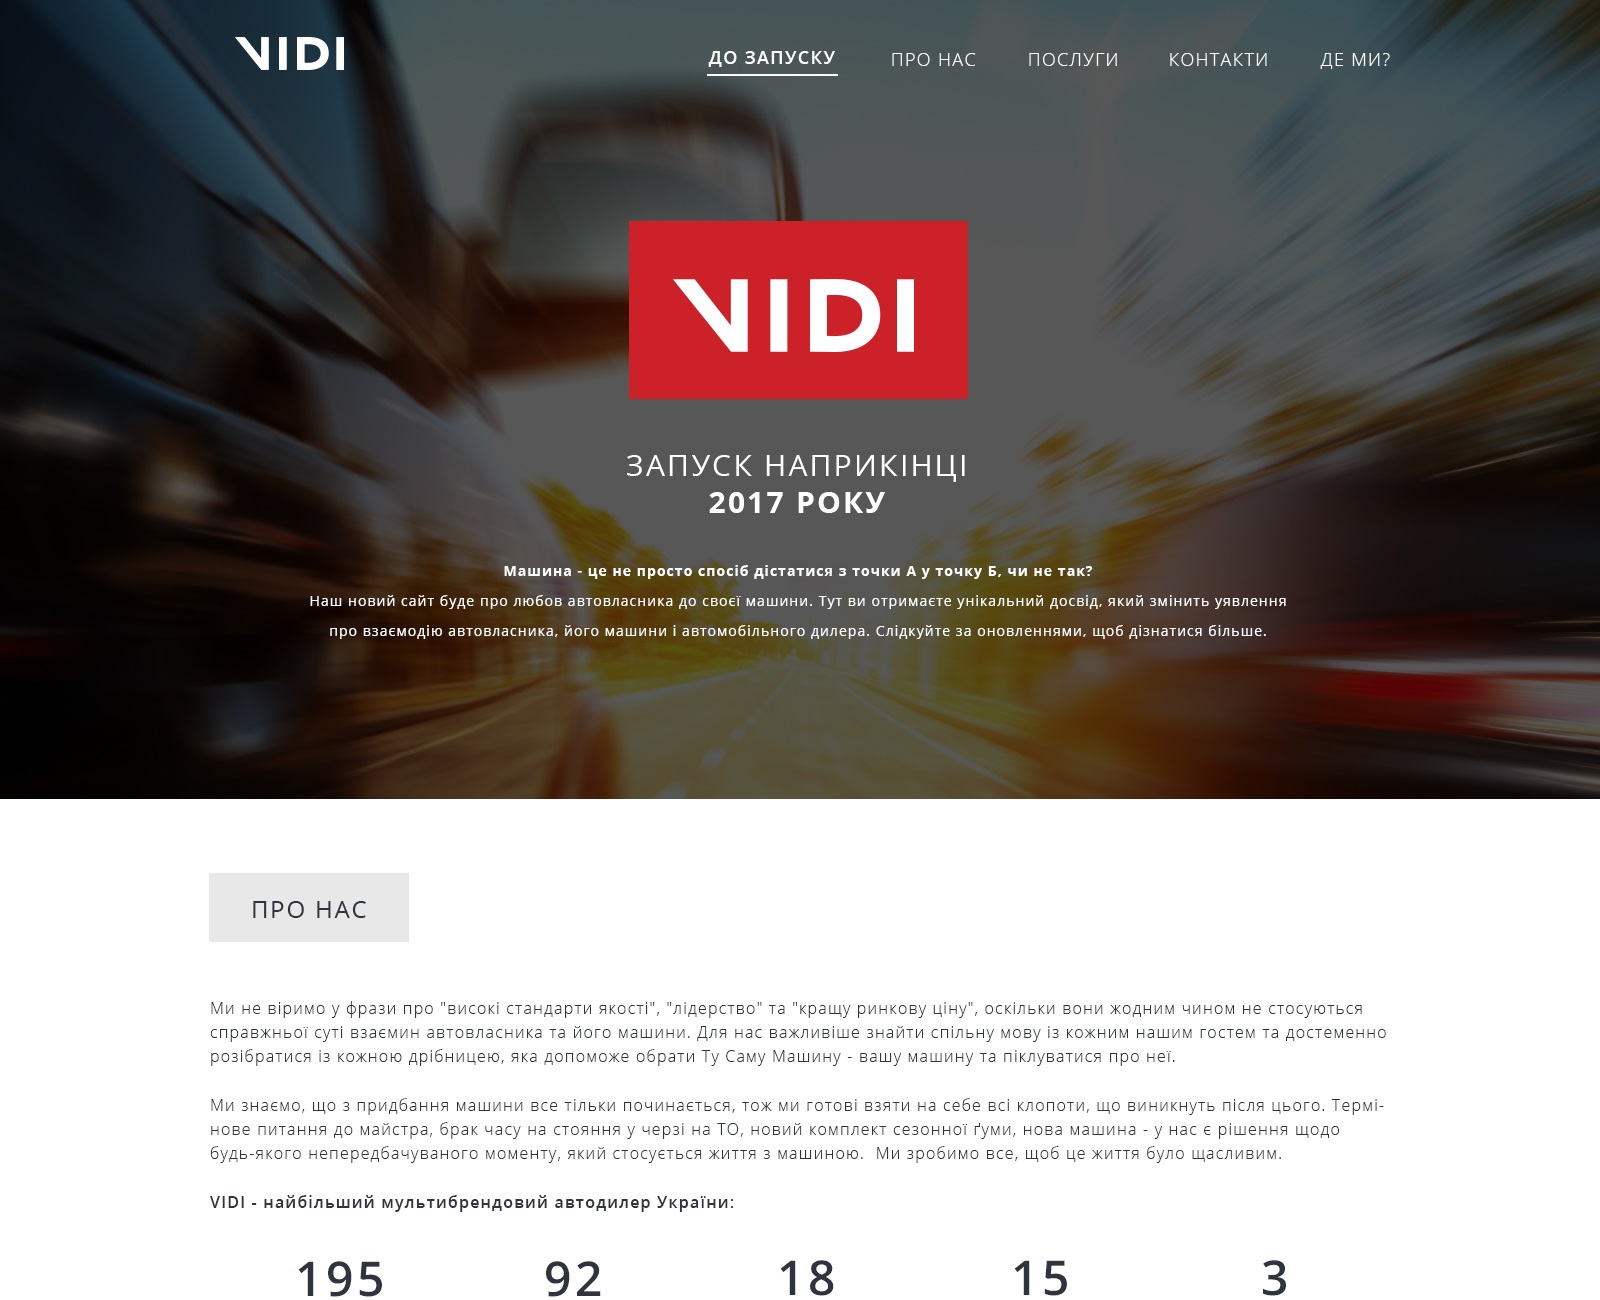 VIDI
ДО ЗАПУСКУ ПРО НАС ПОСЛУГИ КОНТАКТИ ДЕ МИ?
VIDI
ЗАПУСК НАПРИКІНЦІ
2017 РОКУ
Машина - це не просто спосіб дістатися з точки А у точку Б, чи не так?
Наш новий сайт буде про любов автовласника до своєї машини. Тут ви отримаєте унікальний досвід, який змінить уявлення
про взаємодію автовласника, його машини і автомобільного дилера. Слідкуйте за оновленнями, щоб дізнатися більше.
ПРО НАС
Ми не віримо у фрази про "високі стандарти якості", "лідерство" та "кращу ринкову ціну", оскільки вони жодним чином не стосуються
справжньої суті взаємин автовласника та його машини. Для нас важливіше знайти спільну мову із кожним нашим гостем та достеменно
розібратися із кожною дрібницею, яка допоможе обрати Ту Саму Машину - вашу машину та піклуватися про неї.
Ми знаємо, що з придбання машини все тільки починається, тож ми готові взяти на себе всі клопоти, що виникнуть після цього. Термі-
нове питання до майстра, брак часу на стояння у черзі на ТО, новий комплект сезонної ґуми, нова машина - у нас є рішення щодо
будь-якого непередбачуваного моменту, який стосується життя з машиною.  Ми зробимо все, щоб це життя було щасливим.
VIDI - найбільший мультибрендовий автодилер України:
195 92 18 15 3